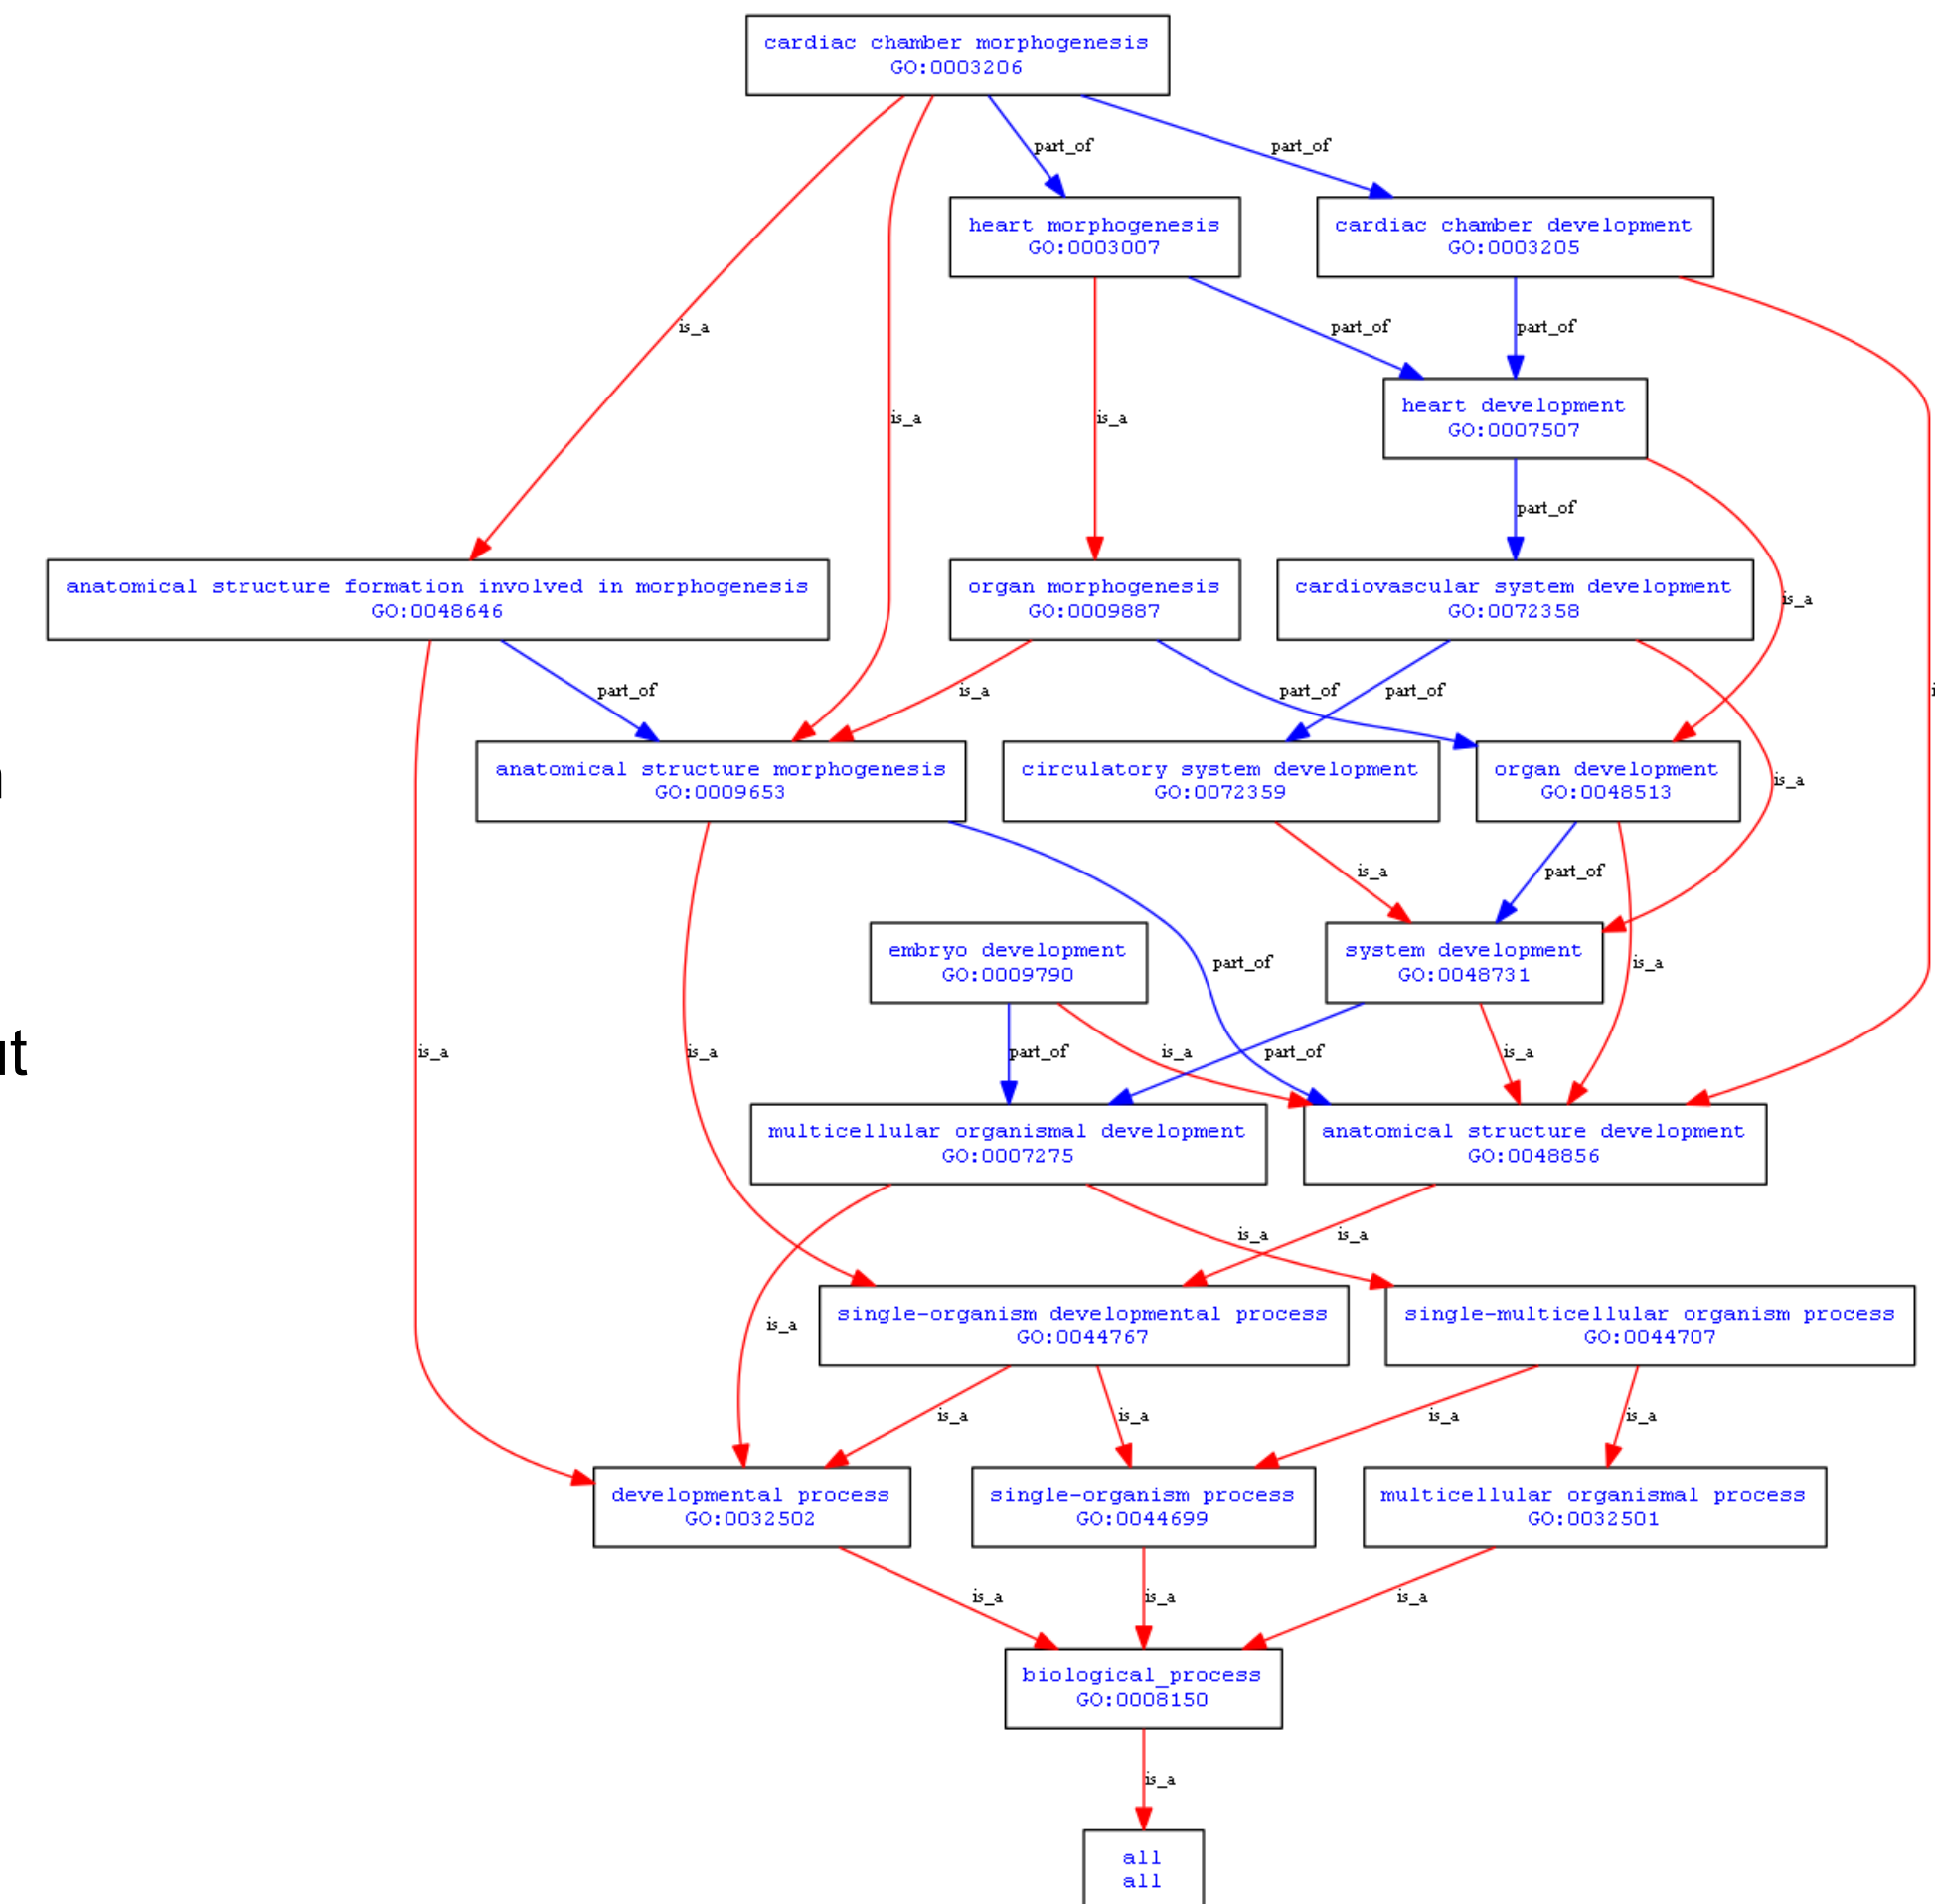 cardiac chamber morphogenesis
GO:0003206
part_of
part_of
heart morphogenesis
GO:0003007
cardiac chamber development
GO:0003205
is_a
part_of
part_of
is_a
is_a
heart development
GO:0007507
part_of
anatomical structure formation involved in morphogenesis
GO:0048646
organ morphogenesis
GO:0009887
cardiovascular system development
GO:0072358
is_a
part_of
is_a
part_of
part_of
anatomical structure morphogenesis
GO:0009653
circulatory system development
GO:0072359
organ development
GO:0048513
is_a
is_a
part_of
embryo development
GO:0009790
part_of
system development
GO:0048731
is_a
is_a
is_a
part_of
is_a
part_of
is_a
multicellular organismal development
GO:0007275
anatomical structure development
GO:0048856
is_a
is_a
single-organism developmental process
GO:0044767
single-multicellular organism process
GO:0044707
is_a
is_a
is_a
is_a
is_a
developmental process
GO:0032502
single-organism process
GO:0044699
multicellular organismal process
GO:0032501
is_a
is_a
is_a
biological_process
GO:0008150
is_a
all
all